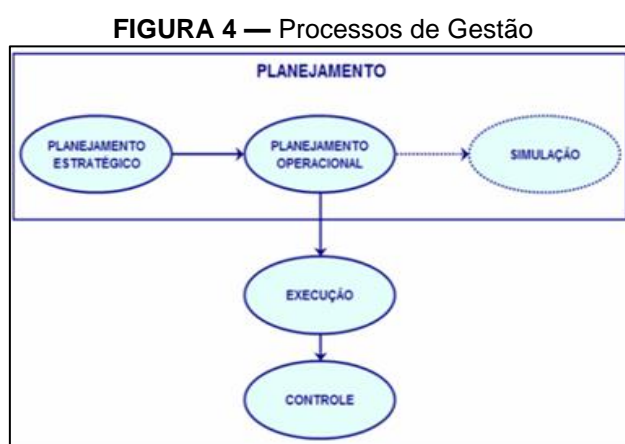 FIGURA 4 — Processos de Gestão
PLANEJAMENTO
PLANEJAMENTO
ESTRATÉGICO
PLANEJAMENTO
OPERACIONAL
SIMULAÇÃO
EXECUÇÃO
CONTROLE